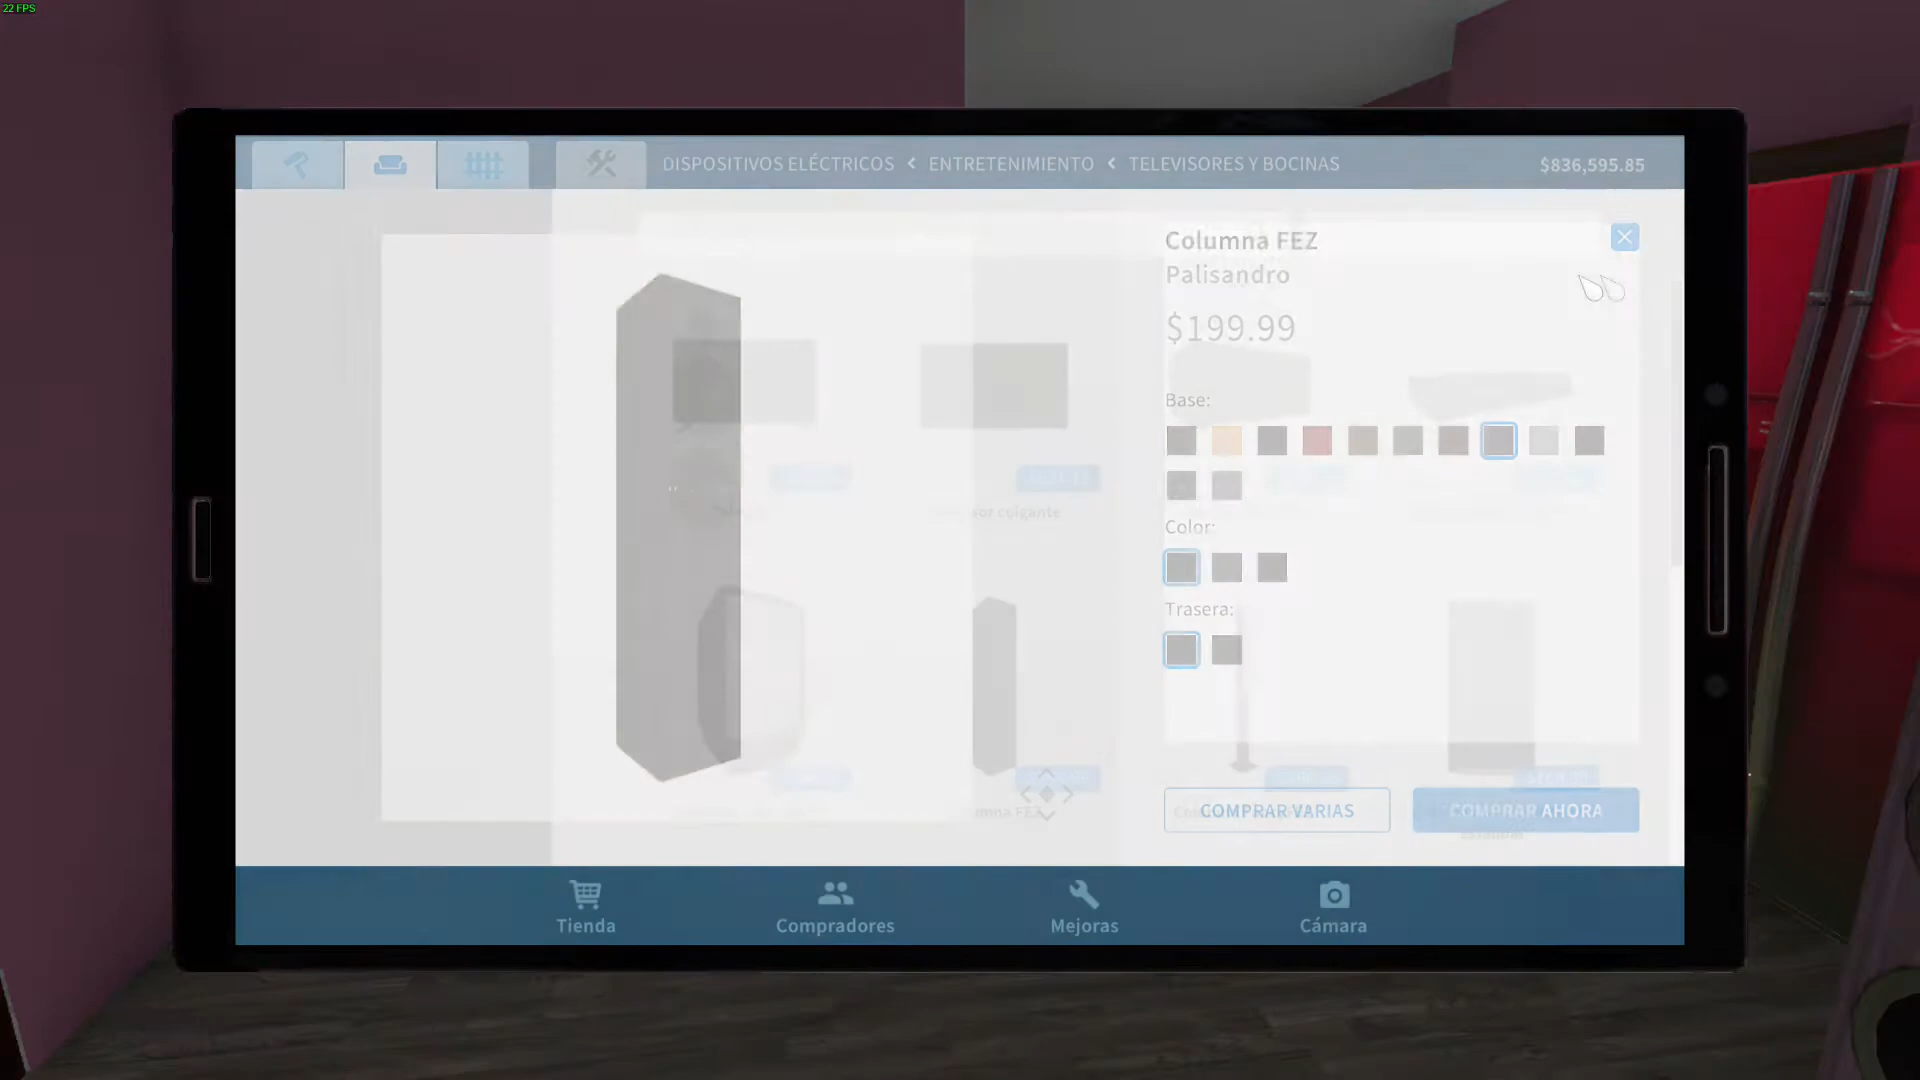 22 FPS
DISPOSITIVOS ELÉCTRICOS < ENTRETENIMIENTO < TELEVISORES Y BOCINAS
$836,595.85
Columna FEZ
Palisandro
$199.99
Base:
colgante
Color:
Trasera:
COMPRAR VARIAS
COMPRAR AHORA
Tienda
Compradores
Mejoras
Cámara